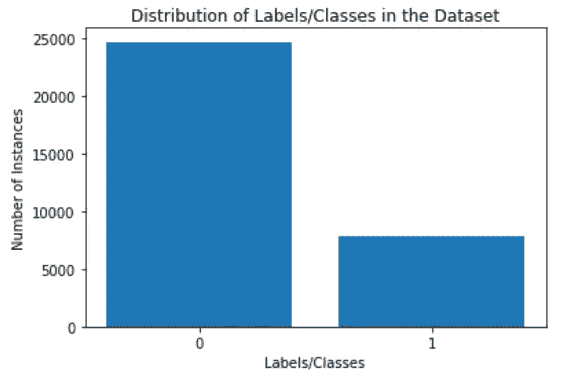 Distribution of Labels/Classes in the Dataset
25000
20000
15000
10000
5000
0
Number of Instances
0 1
Labels/Classes